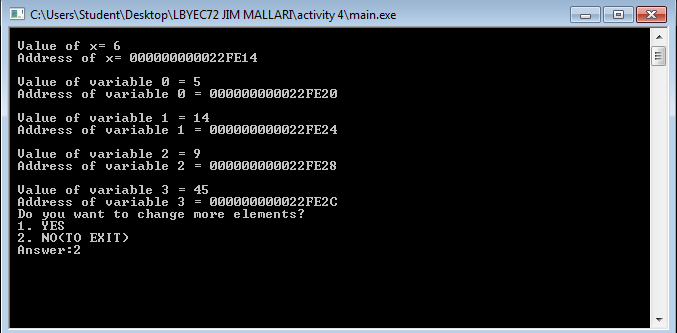 C:\Users\Student\Desktop\LBYEC72 JIM MALLARI\activity 4\main.exe
Value of x= 6
Address of x= 000000000022FE14
Value of variable 0 = 5
Address of variable 0 = 000000000022FE20
Value of variable 1 = 14
Address of variable 1 = 000000000022FE24
Value of variable 2 = 9
Address of variable 2 = 000000000022FE28
Value of variable 3 = 45
Address of variable 3 = 000000000022FE2C
Do you want to change more elements?
1. YES
2. NO(TO EXIT)
Answer:2